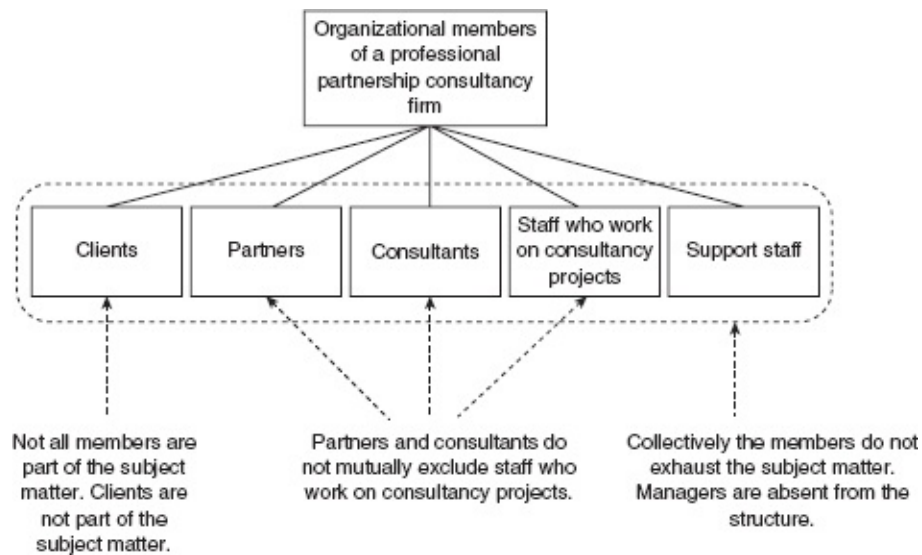 Organizational members
of a professional
partnership consultancy
firm
Clients
Partners
Consultants
Staff who work
on consultancy
projects
Support staff
Not all members are
part of the subject
matter. Clients are
not part of the
subject matter.
Partners and consultants do
not mutually exclude staff who
work on consultancy projects.
Collectively the members do not
exhaust the subject matter.
Managers are absent from the
structure.